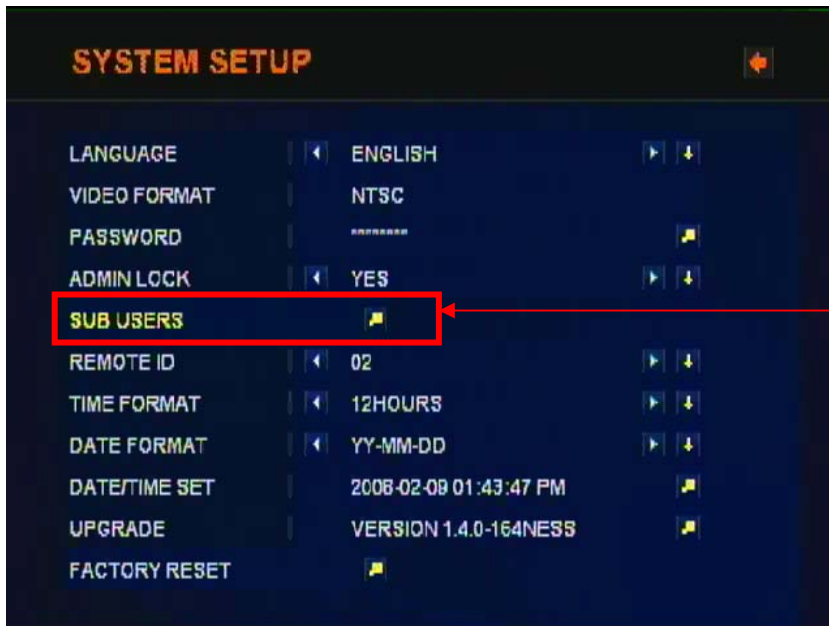 SYSTEM SETUP
LANGUAGE ENGLISH
VIDEO FORMAT NTSC
PASSWORD ********
ADMIN LOCK YES
SUB USERS
REMOTE ID 02
TIME FORMAT 12HOURS
DATE FORMAT YY-MM-DD
DATE/TIME SET 2006-02-09 01:43:47 PM
UPGRADE VERSION 1.4.0-164NESS
FACTORY RESET